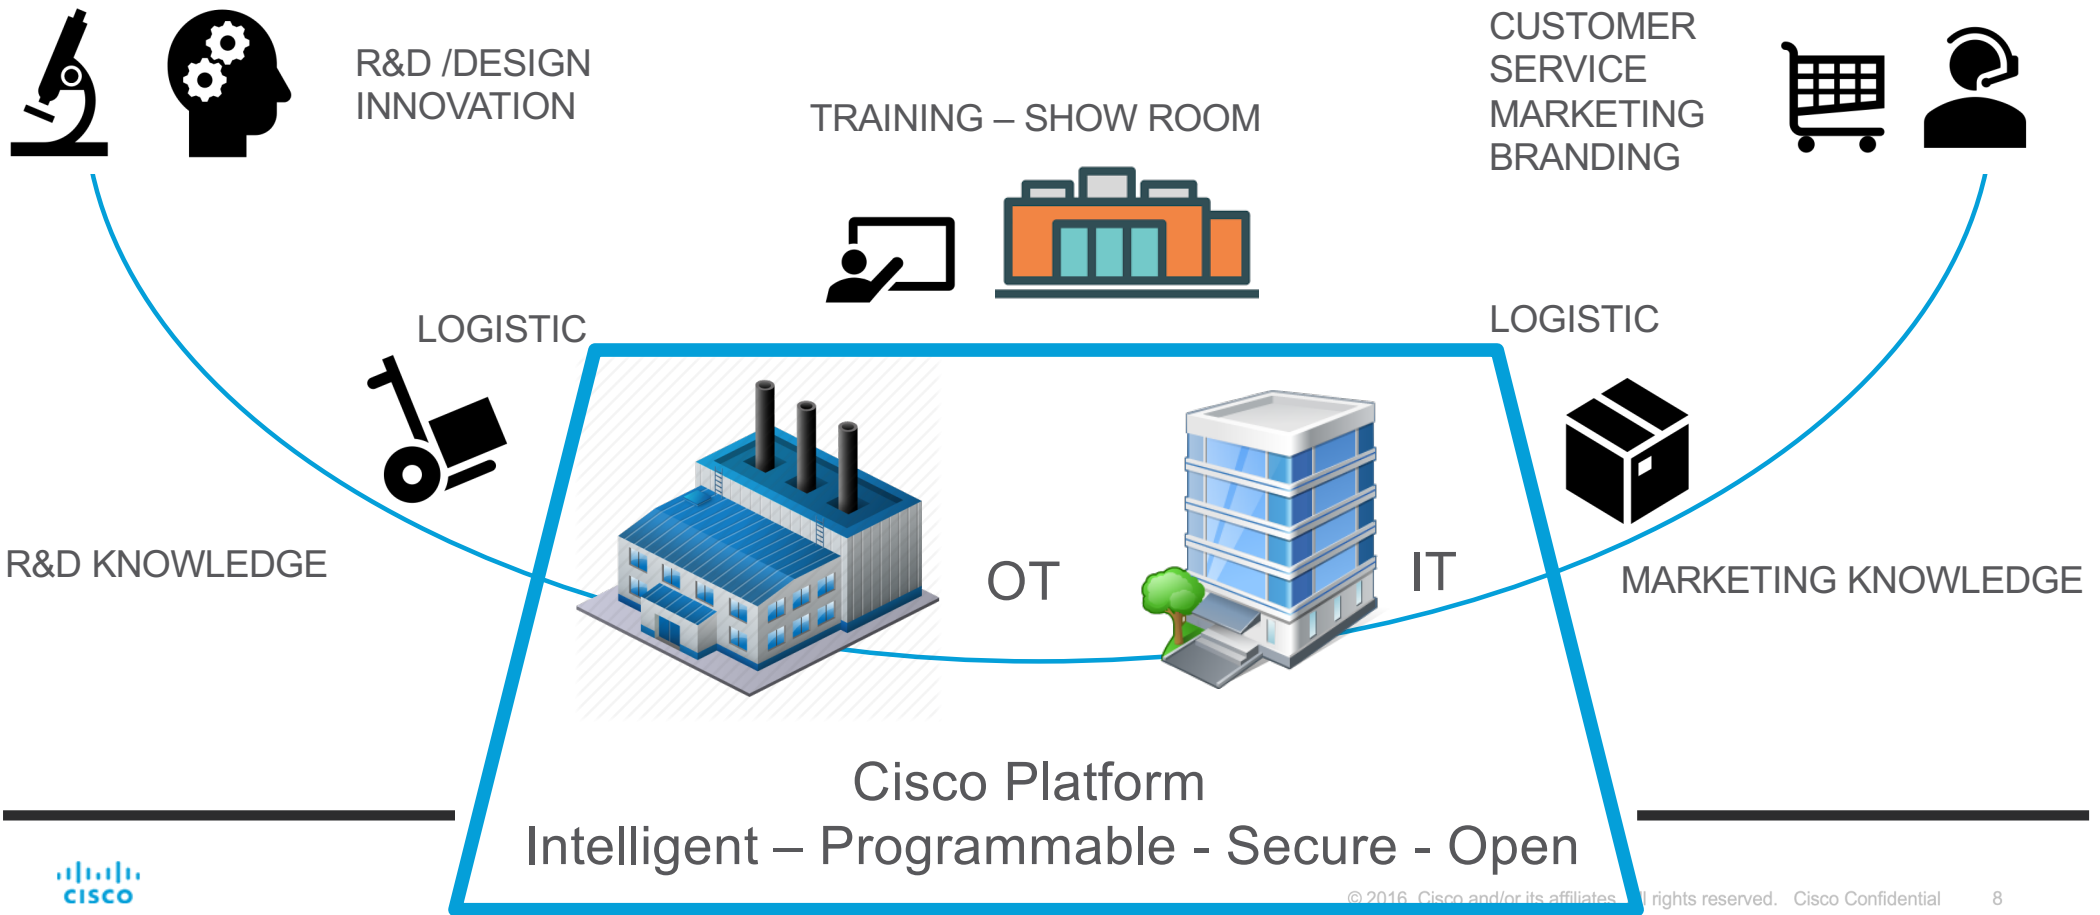 R&D /DESIGN
INNOVATION
TRAINING – SHOW ROOM
CUSTOMER
SERVICE
MARKETING
BRANDING
LOGISTIC
LOGISTIC
R&D KNOWLEDGE
OT
IT
MARKETING KNOWLEDGE
Cisco Platform
Intelligent – Programmable - Secure - Open
CISCO
© 2016 Cisco and/or its affiliates. All rights reserved. Cisco Confidential 8